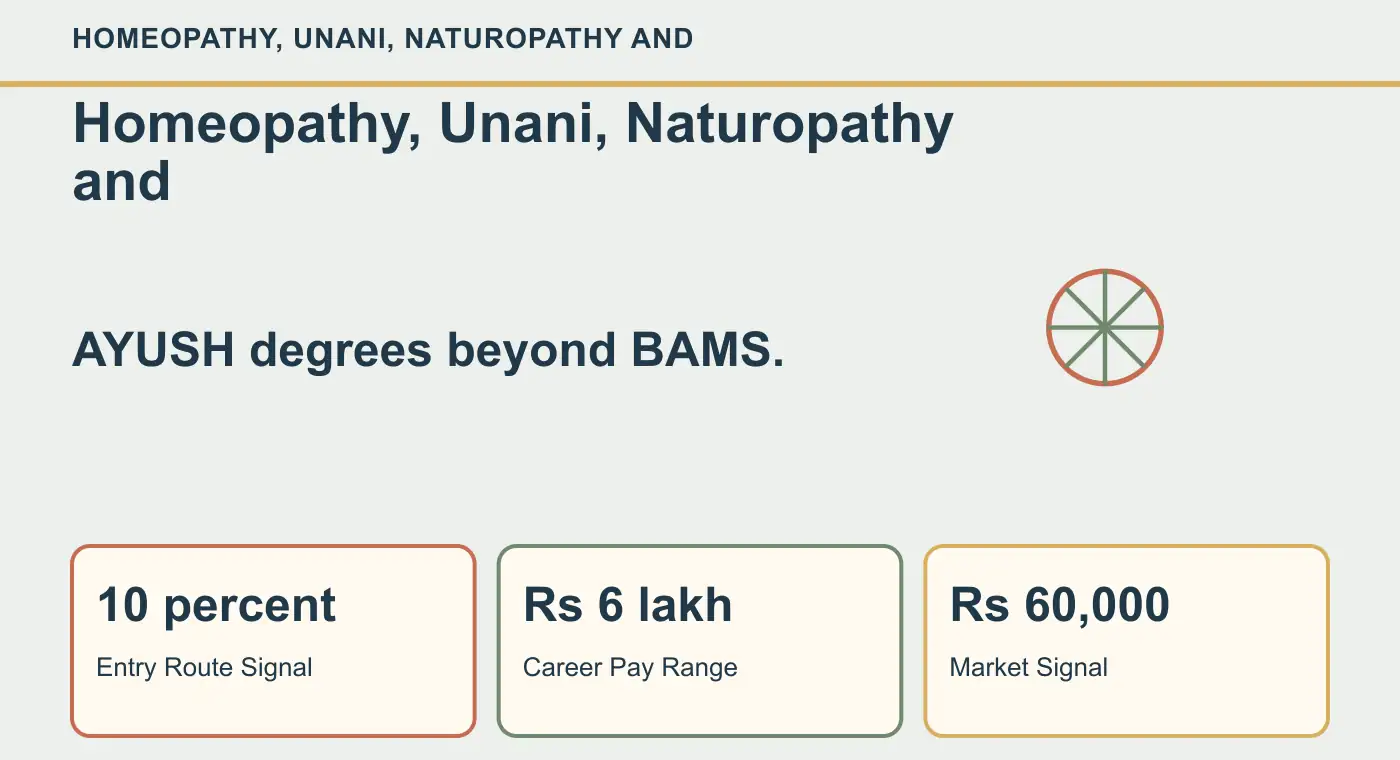 HOMEOPATHY, UNANI, NATUROPATHY AND
Homeopathy, Unani, Naturopathy
and
AYUSH degrees beyond BAMS.
10 percent
Entry Route Signal
Rs 6 lakh
Career Pay Range
Rs 60,000
Market Signal